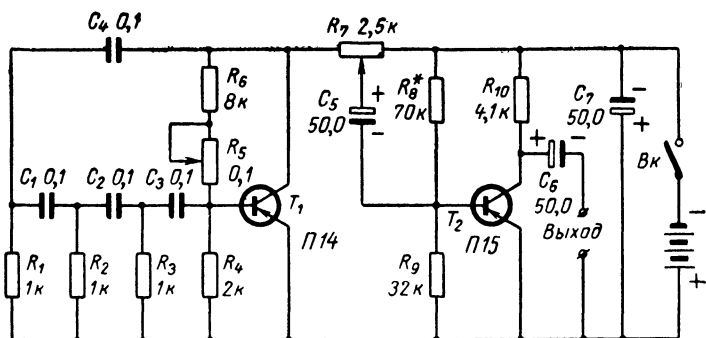 C₄ 0,1
R₇ 2,5к
R₆
8к
C₅
50,0
+
-
R₈*
70к
R₁₀
4,1к
C₇
50,0
-
+
R₅
0,1
C₁ 0,1
C₂ 0,1
C₃ 0,1
T₁
П14
T₂
П15
+
-
C₆
50,0
Выход
Вк
-
+
R₁
1к
R₂
1к
R₃
1к
R₄
2к
R₉
32к